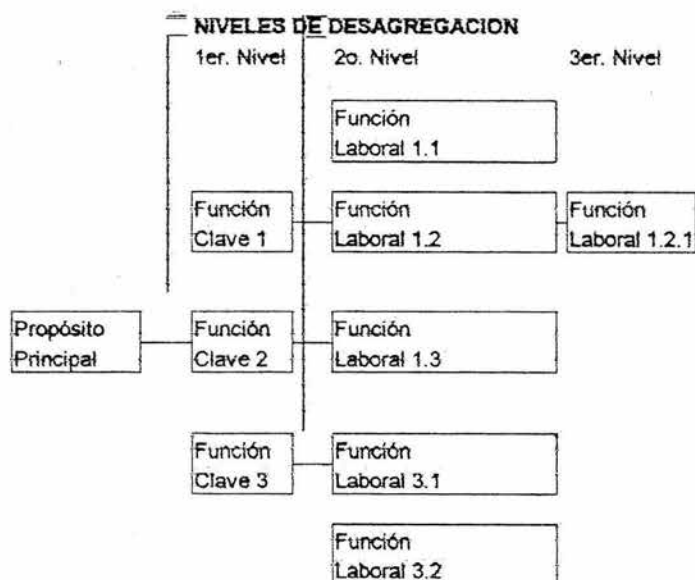 NIVELES DE DESAGREGACION
1er. Nivel 2o. Nivel 3er. Nivel
Función
Laboral 1.1
Función
Clave 1
Función
Laboral 1.2
Función
Laboral 1.2.1
Propósito
Principal
Función
Clave 2
Función
Laboral 1.3
Función
Clave 3
Función
Laboral 3.1
Función
Laboral 3.2